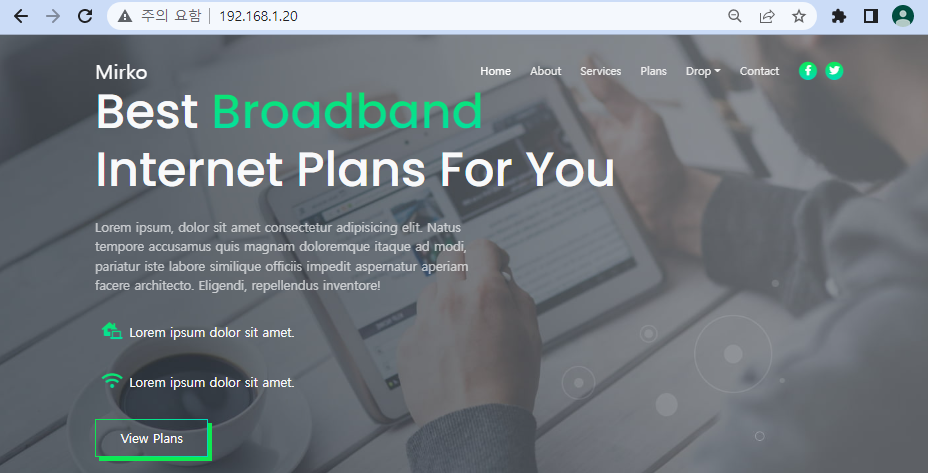 주의 요함 192.168.1.20
Mirko
Home About Services Plans Drop Contact
Best Broadband
Internet Plans For You
Lorem ipsum, dolor sit amet consectetur adipisicing elit. Natus
tempore accusamus quis magnam doloremque itaque ad modi,
pariatur iste labore similique officiis impedit aspernatur aperiam
facere architecto. Eligendi, repellendus inventore!
Lorem ipsum dolor sit amet.
Lorem ipsum dolor sit amet.
View Plans